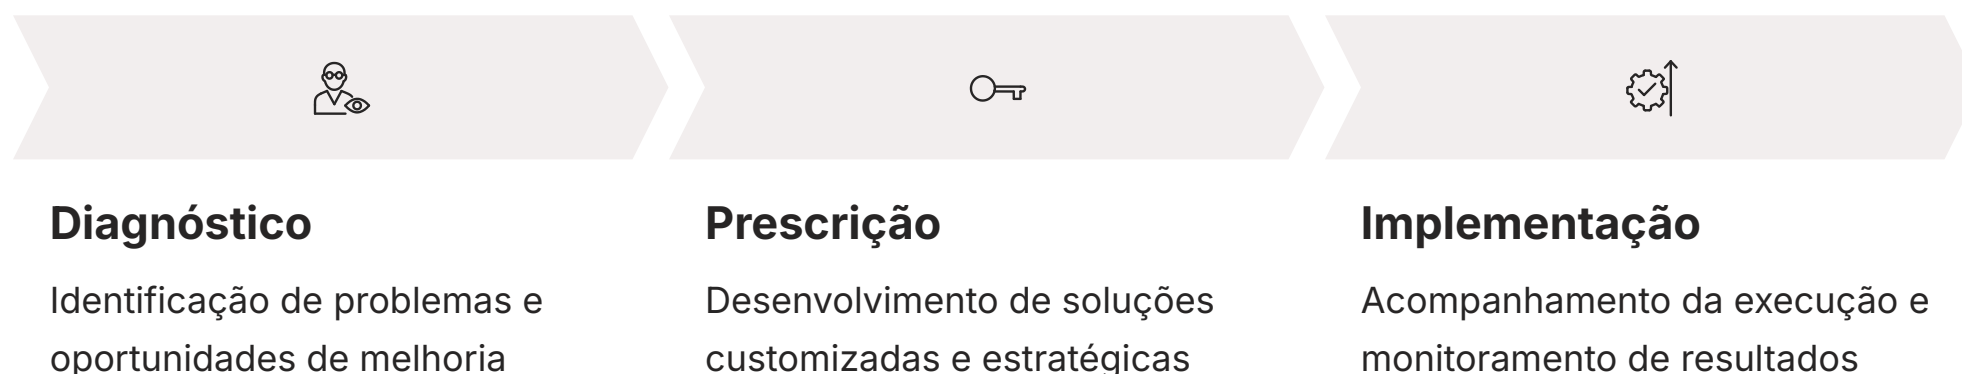 Diagnóstico
Identificação de problemas e
oportunidades de melhoria
Prescrição
Desenvolvimento de soluções
customizadas e estratégicas
Implementação
Acompanhamento da execução e
monitoramento de resultados